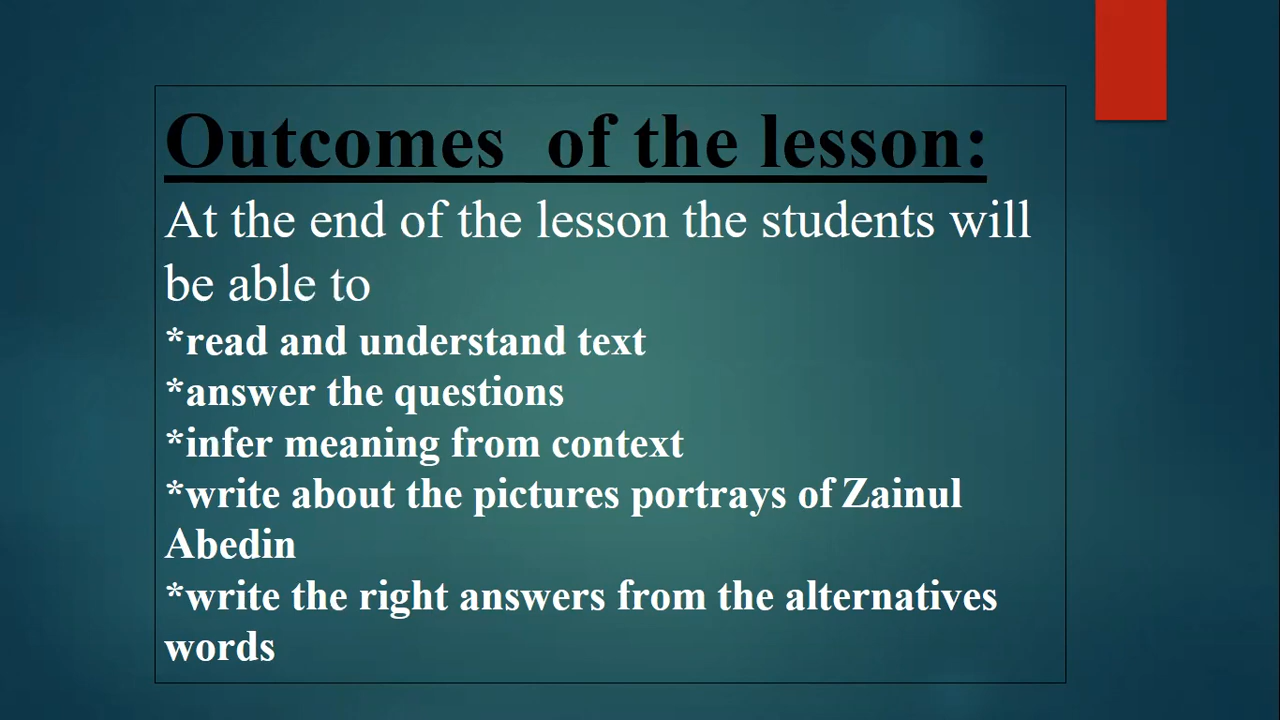 Outcomes  of the lesson:
At the end of the lesson the students will
be able to
*read and understand text
*answer the questions
*infer meaning from context
*write about the pictures portrays of Zainul
Abedin
*write the right answers from the alternatives
words